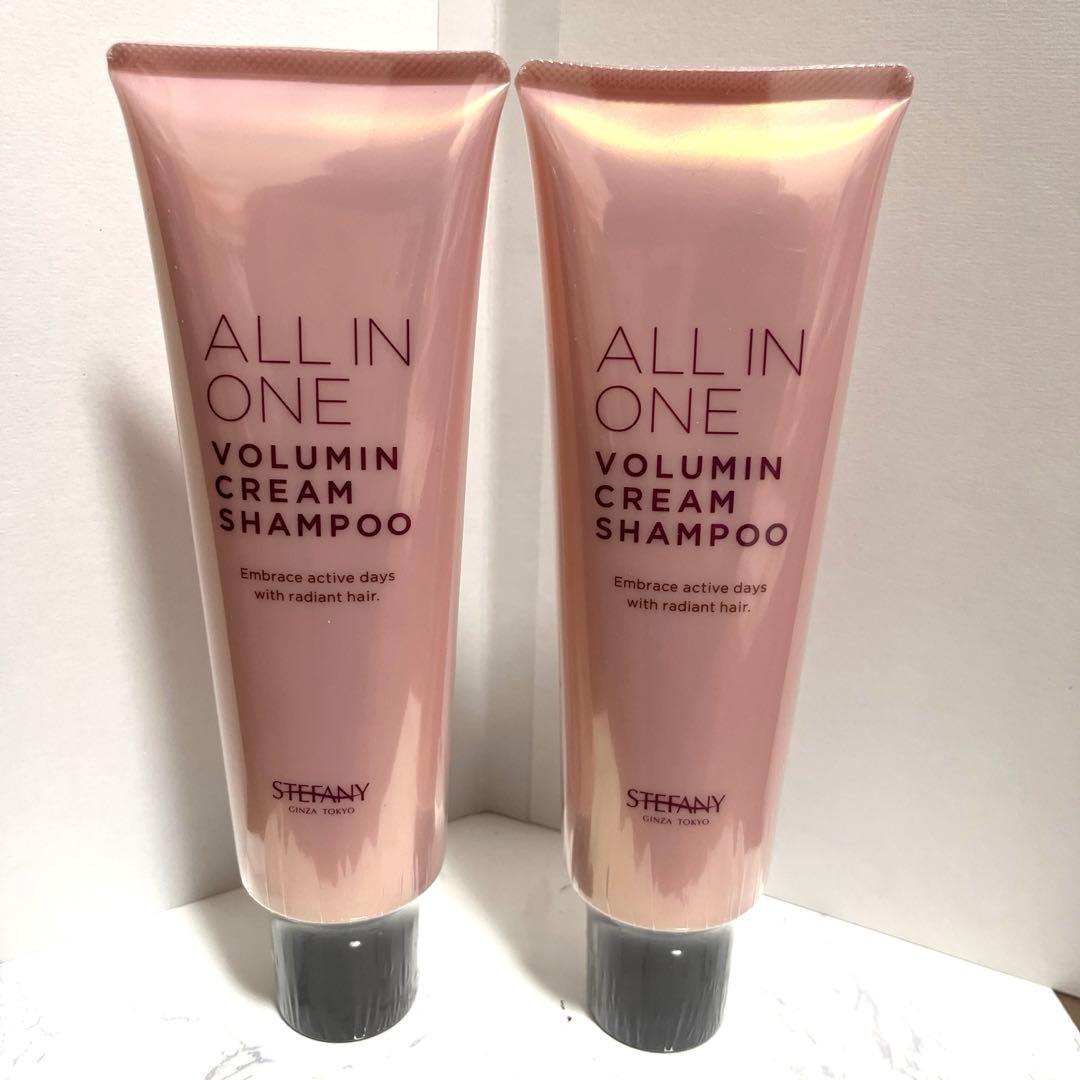 ALL IN
ONE
VOLUMIN
CREAM
SHAMPOO
Embrace active days
with radiant hair.
STEFANY
GINZA TOKYO
ALL IN
ONE
VOLUMIN
CREAM
SHAMPOO
Embrace active days
with radiant hair.
STEFANY
GINZA TOKYO